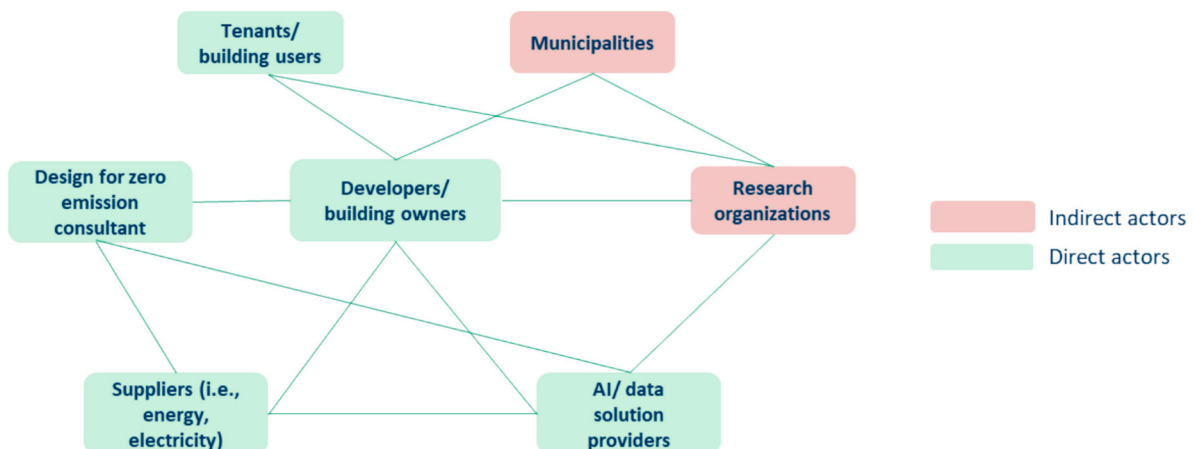 Tenants/
building users
Municipalities
Design for zero
emission
consultant
Developers/
building owners
Research
organizations
Indirect actors
Direct actors
Suppliers (i.e.,
energy,
electricity)
AI/ data
solution
providers